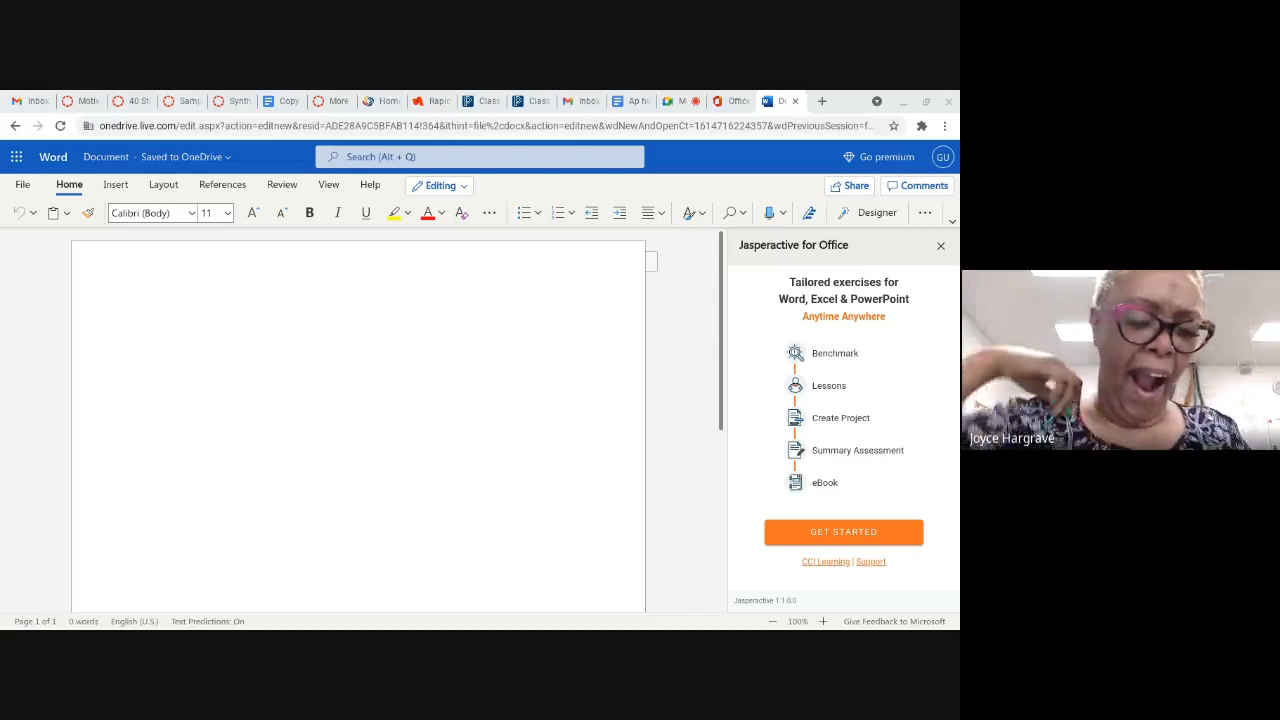 Inbox Motiv 40 St Samp Synth Copy More Home Rapid Class Class Inbox Ap hv M Office Do
onedrive.live.com/edit.aspx?action=editnew&resid=ADE28A9C5BFAB114!364&ithint=file%2cdocx&action=editnew&wdNewAndOpenCt=1614716224357&wdPreviousSession=f...
Word Document - Saved to OneDrive Search (Alt + Q) Go premium GU
File Home Insert Layout References Review View Help Editing Share Comments
Calibri (Body) 11 A A B I U A A Designer
Jasperactive for Office
Tailored exercises for
Word, Excel & PowerPoint
Anytime Anywhere
Benchmark
Lessons
Create Project
Summary Assessment
eBook
GET STARTED
CCI Learning | Support
Jasperactive 1.1.0.0
Page 1 of 1 0 words English (U.S.) Text Predictions: On 100% Give Feedback to Microsoft
Joyce Hargrave